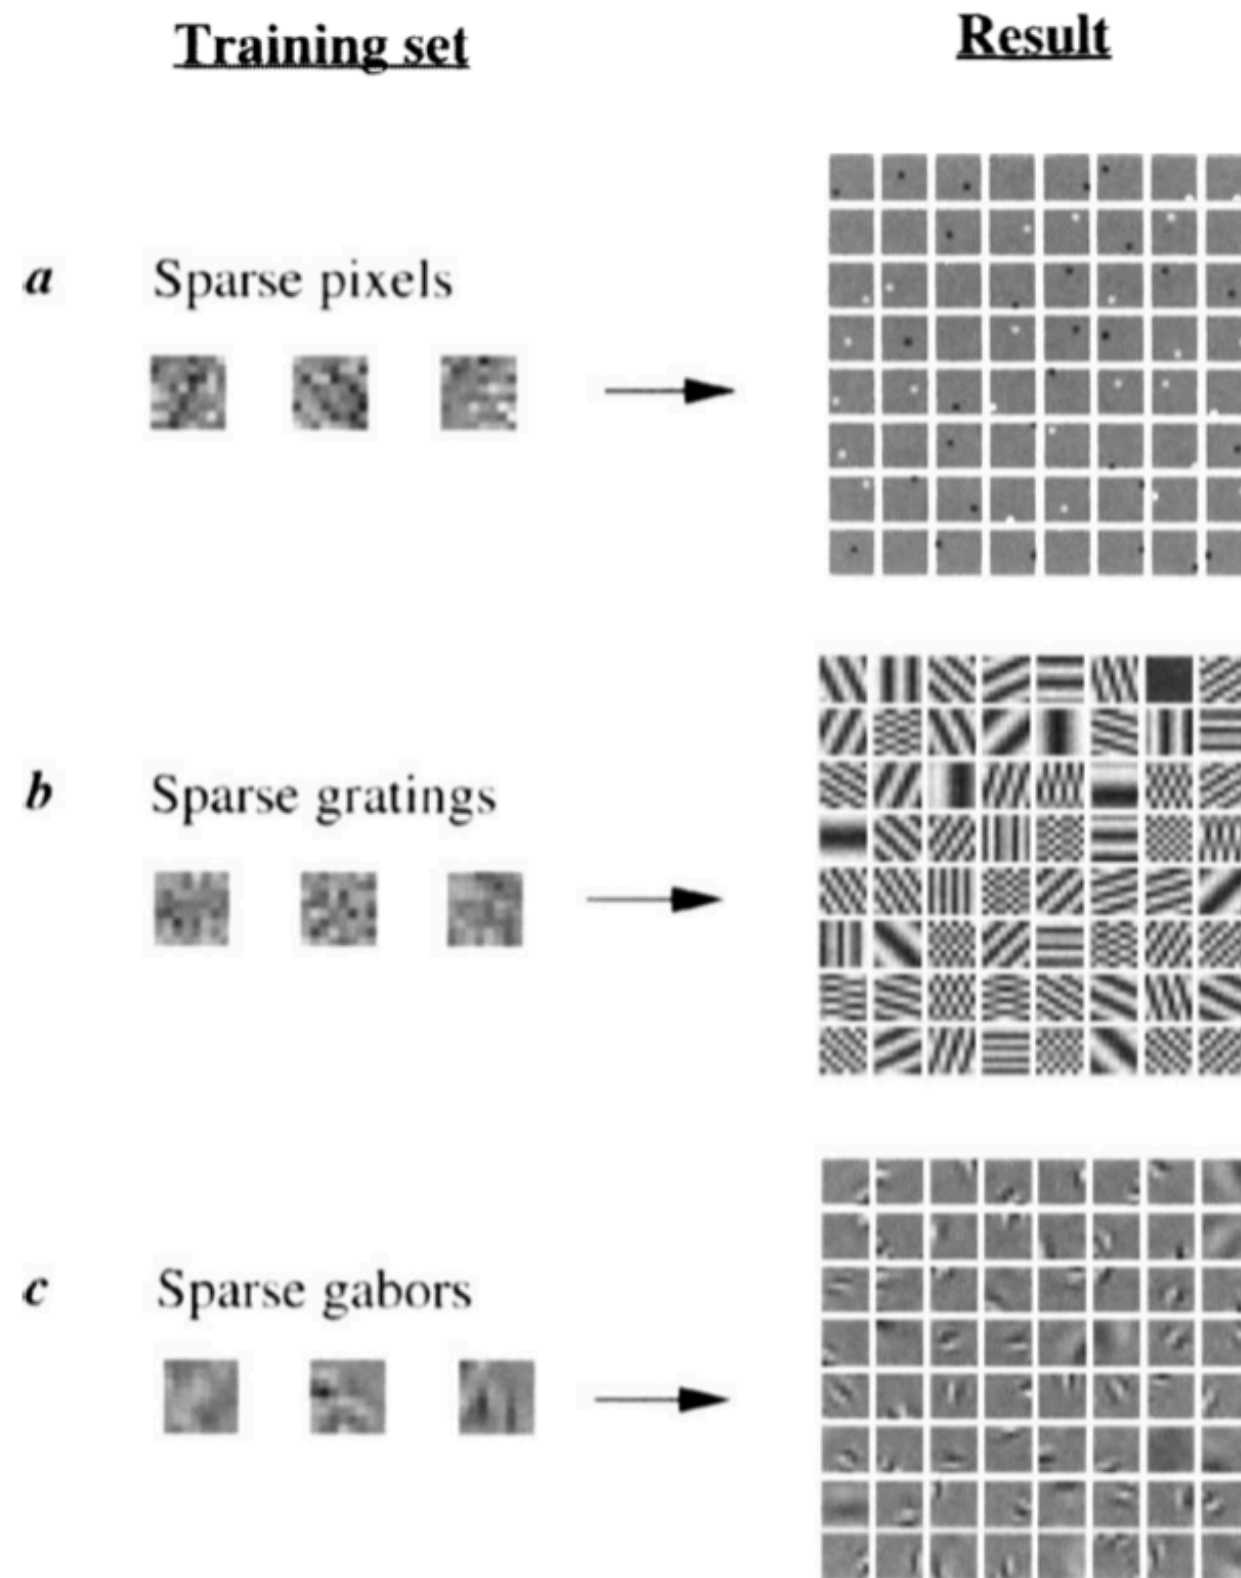 Training set
Result
a Sparse pixels
b Sparse gratings
c Sparse gabors